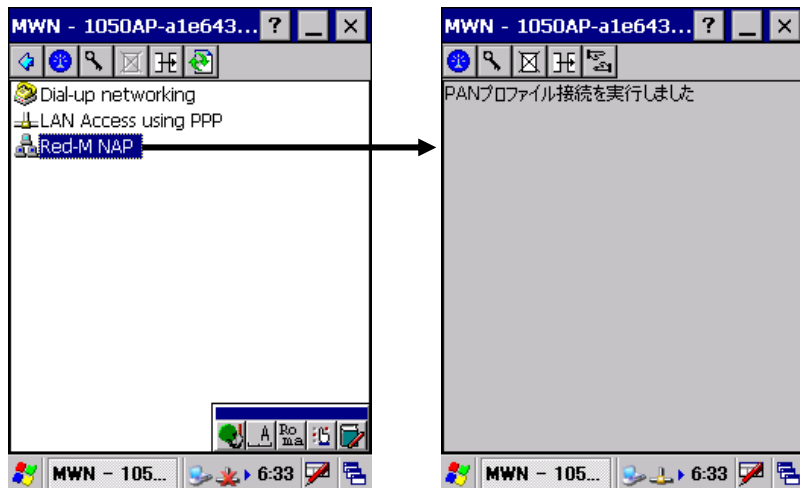 MWN - 1050AP-a1e643... ?
Dial-up networking
LAN Access using PPP
Red-M NAP
A Ro ma
MWN - 105... 6:33
MWN - 1050AP-a1e643... ?
PANプロファイル接続を実行しました
MWN - 105... 6:33